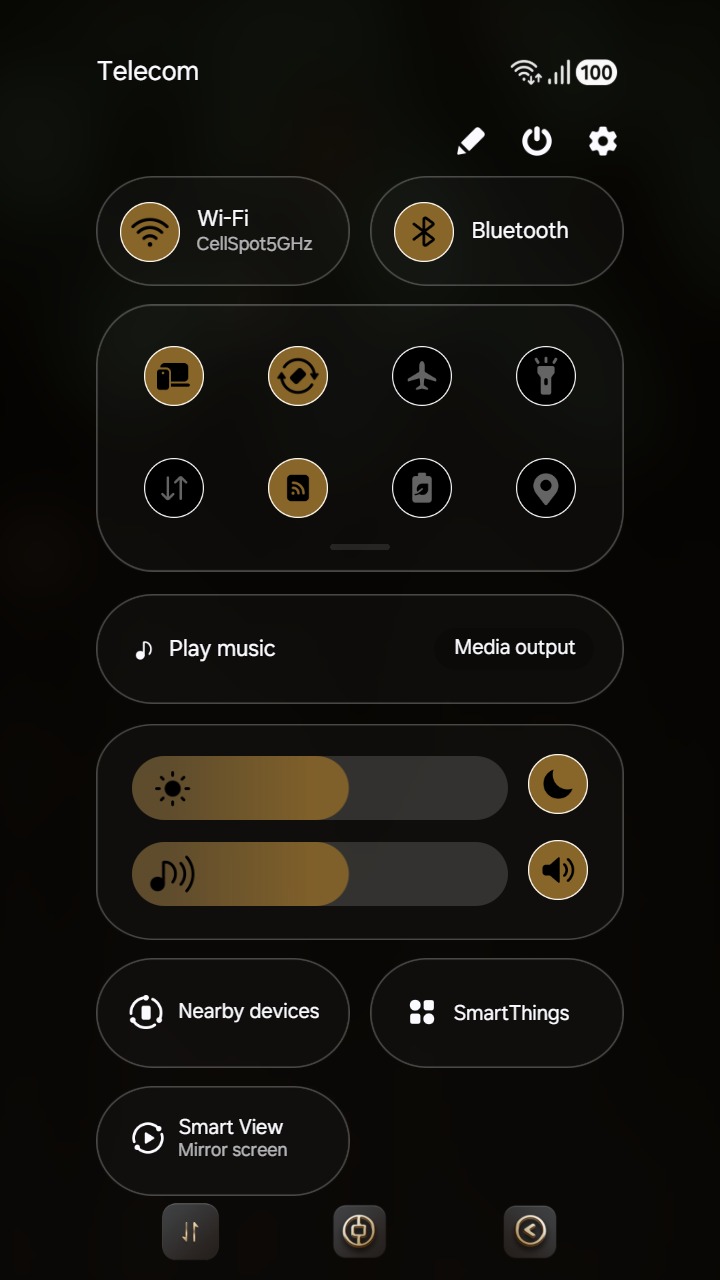 Telecom
100
Wi-Fi
CellSpot5GHz
Bluetooth
Play music
Media output
Nearby devices
SmartThings
Smart View
Mirror screen